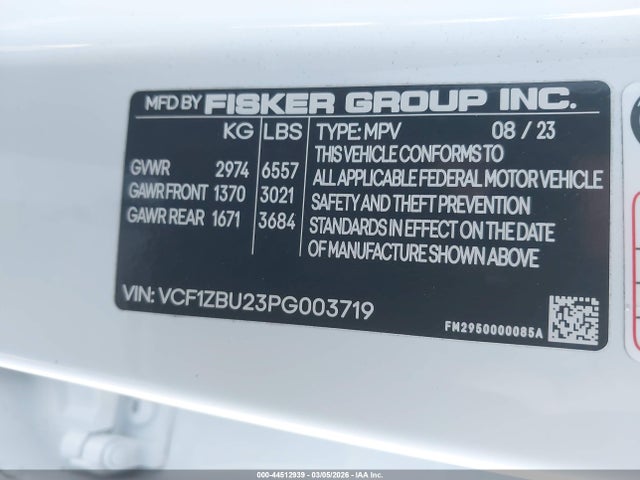 MFD BY FISKER GROUP INC.
KG LBS TYPE: MPV 08 / 23
GVWR 2974 6557 THIS VEHICLE CONFORMS TO
GAWR FRONT 1370 3021 ALL APPLICABLE FEDERAL MOTOR VEHICLE
GAWR REAR 1671 3684 SAFETY AND THEFT PREVENTION
STANDARDS IN EFFECT ON THE DATE
OF MANUFACTURE SHOWN ABOVE
VIN: VCF1ZBU23PG003719
FM2950000085A
000-44512939 - 03/05/2026 - IAA Inc.